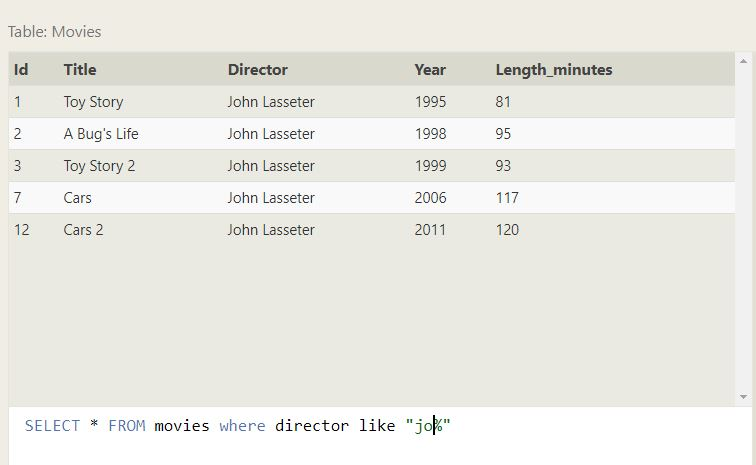 Table: Movies
Id Title Director Year Length_minutes
1 Toy Story John Lasseter 1995 81
2 A Bug's Life John Lasseter 1998 95
3 Toy Story 2 John Lasseter 1999 93
7 Cars John Lasseter 2006 117
12 Cars 2 John Lasseter 2011 120
SELECT * FROM movies where director like "jo%"